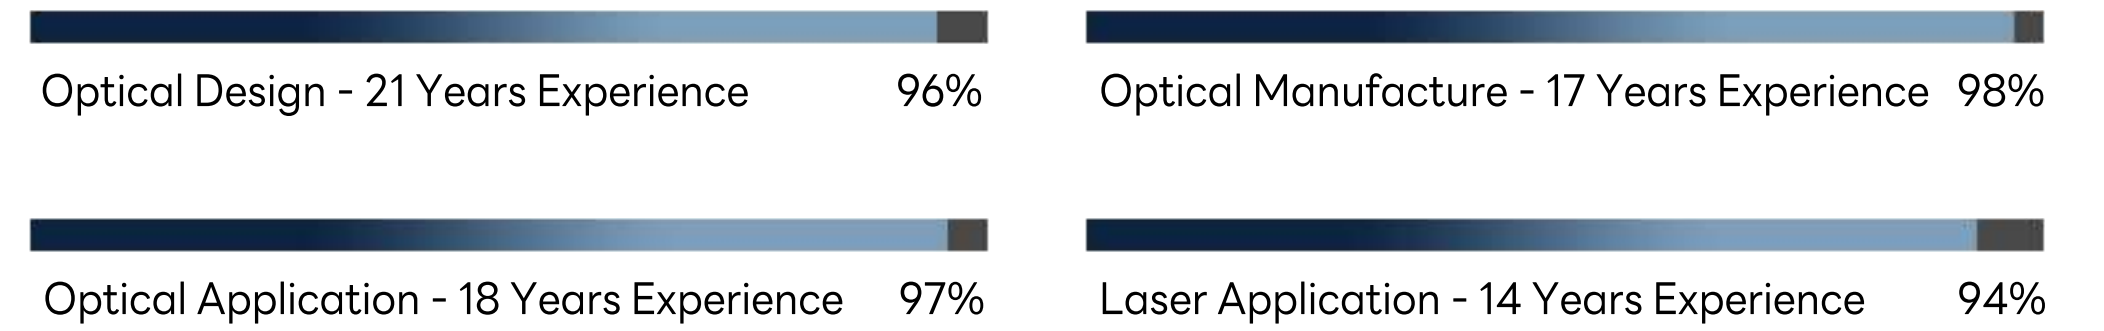 Optical Design - 21 Years Experience 96%
Optical Manufacture - 17 Years Experience 98%
Optical Application - 18 Years Experience 97%
Laser Application - 14 Years Experience 94%